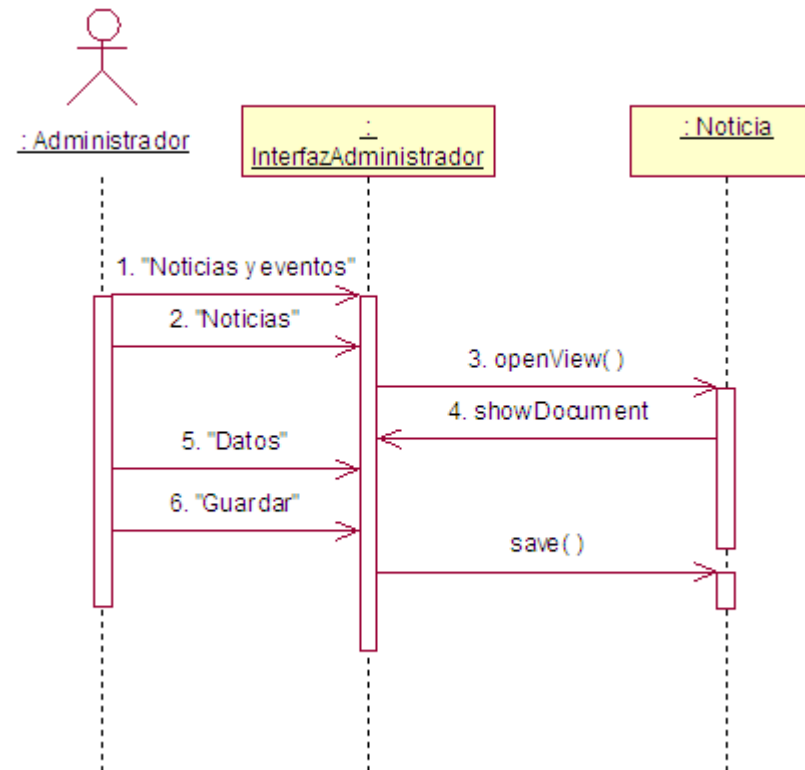 : Administrador
:
InterfazAdministrador
: Noticia
1. "Noticias y eventos"
2. "Noticias"
3. openView( )
4. showDocument
5. "Datos"
6. "Guardar"
save( )